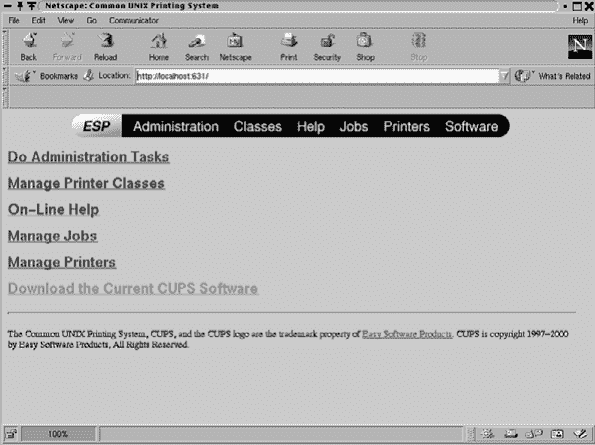 Netscape: Common UNIX Printing System
File Edit View Go Communicator Help
Back Forward Reload Home Search Netscape Print Security Shop Stop
N
Bookmarks Location: http://localhost:631/ What's Related
ESP Administration Classes Help Jobs Printers Software
Do Administration Tasks
Manage Printer Classes
On-Line Help
Manage Jobs
Manage Printers
Download the Current CUPS Software
The Common UNIX Printing System, CUPS, and the CUPS logo are the trademark property of Easy Software Products. CUPS is copyright 1997-2000
by Easy Software Products, All Rights Reserved.
100%